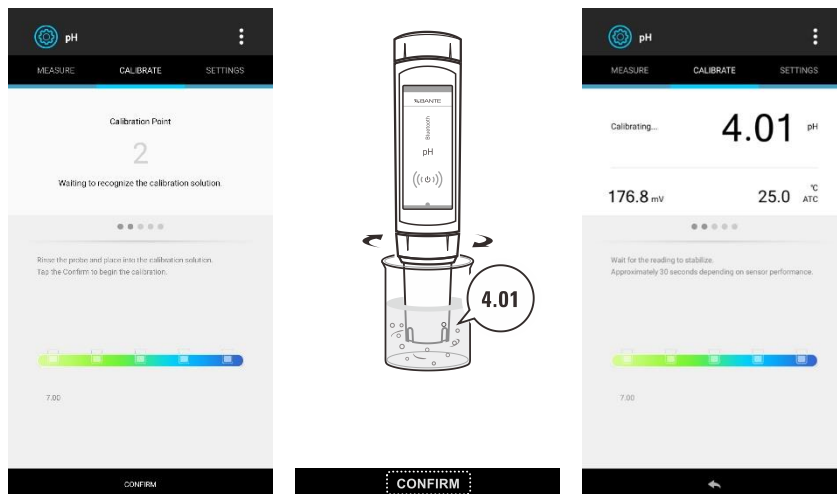 pH
MEASURE CALIBRATE SETTINGS
Calibration Point
2
Waiting to recognize the calibration solution
Rinse the probe and place into the calibration solution.
Tap the Confirm to begin the calibration.
7.00
CONFIRM
BANTE
Bluetooth
pH
4.01
CONFIRM
pH
MEASURE CALIBRATE SETTINGS
Calibrating... 4.01 pH
176.8 mV 25.0 °C ATC
Wait for the reading to stabilize.
Approximately 30 seconds depending on sensor performance.
7.00